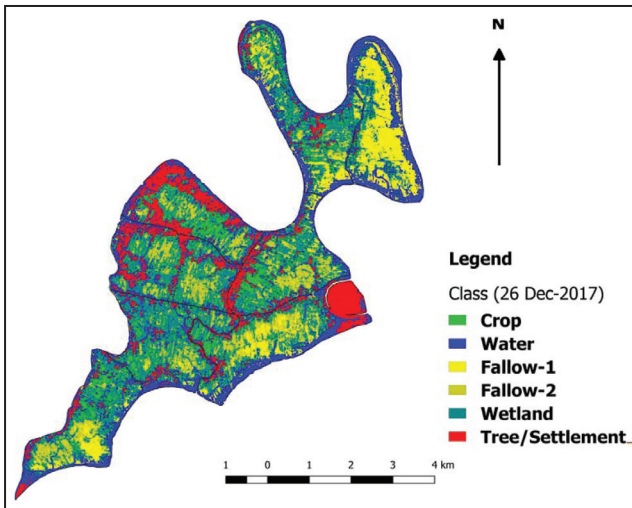 N
Legend
Class (26 Dec-2017)
Crop
Water
Fallow-1
Fallow-2
Wetland
Tree/Settlement
1 0 1 2 3 4 km